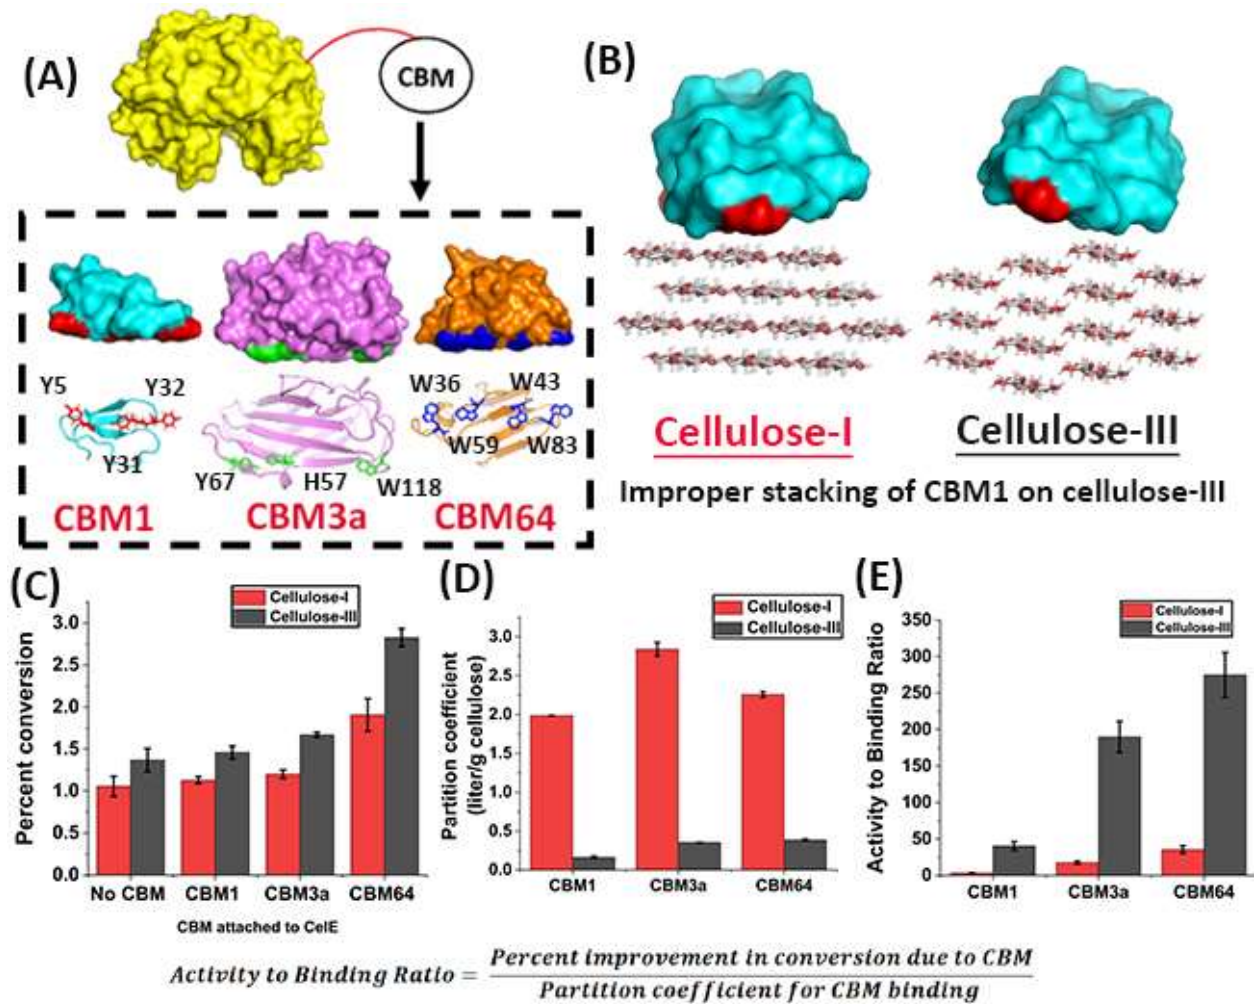 (A)
CBM
Y5
Y32
Y31
CBM1
Y67
H57
W118
CBM3a
W36
W43
W59
W83
CBM64
(B)
Cellulose-I
Cellulose-III
Improper stacking of CBM1 on cellulose-III
(C)
Cellulose-I
Cellulose-III
Percent conversion
3.0
2.5
2.0
1.5
1.0
0.5
0.0
No CBM
CBM1
CBM3a
CBM64
CBM attached to CelE
(D)
Cellulose-I
Cellulose-III
Partition coefficient
(liter/g cellulose)
3.0
2.5
2.0
1.5
1.0
0.5
0.0
CBM1
CBM3a
CBM64
(E)
Cellulose-I
Cellulose-III
Activity to Binding Ratio
350
300
250
200
150
100
50
0
CBM1
CBM3a
CBM64
Activity to Binding Ratio = 
Percent improvement in conversion due to CBM
Partition coefficient for CBM binding